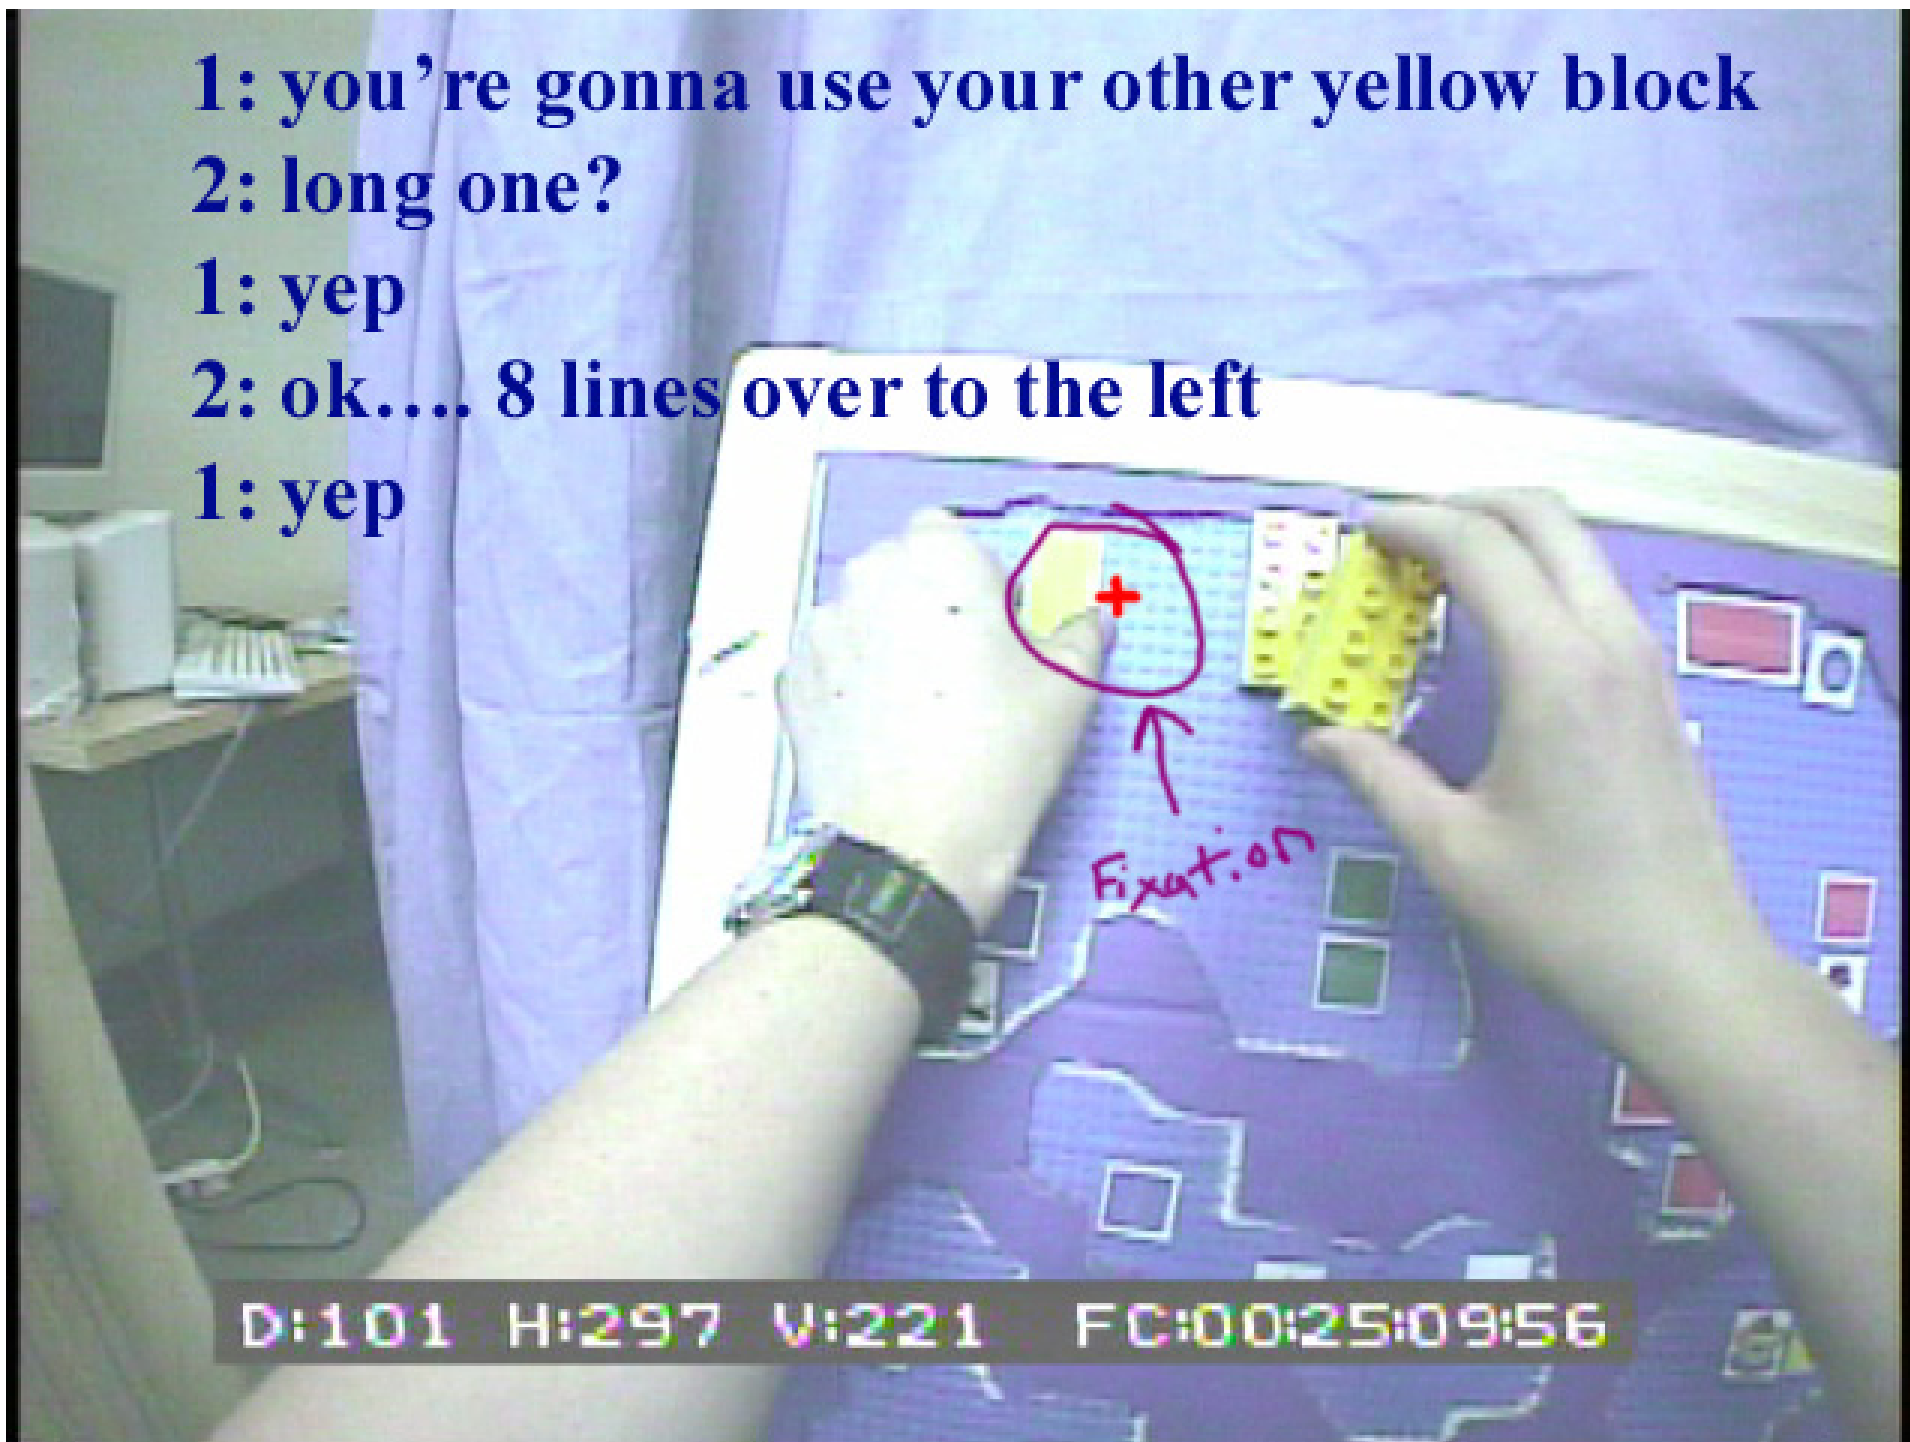 1: you’re gonna use your other yellow block
2: long one?
1: yep
2: ok…. 8 lines over to the left
1: yep
Fixation
D:101 H:297 V:221 FC:00:25:09:56